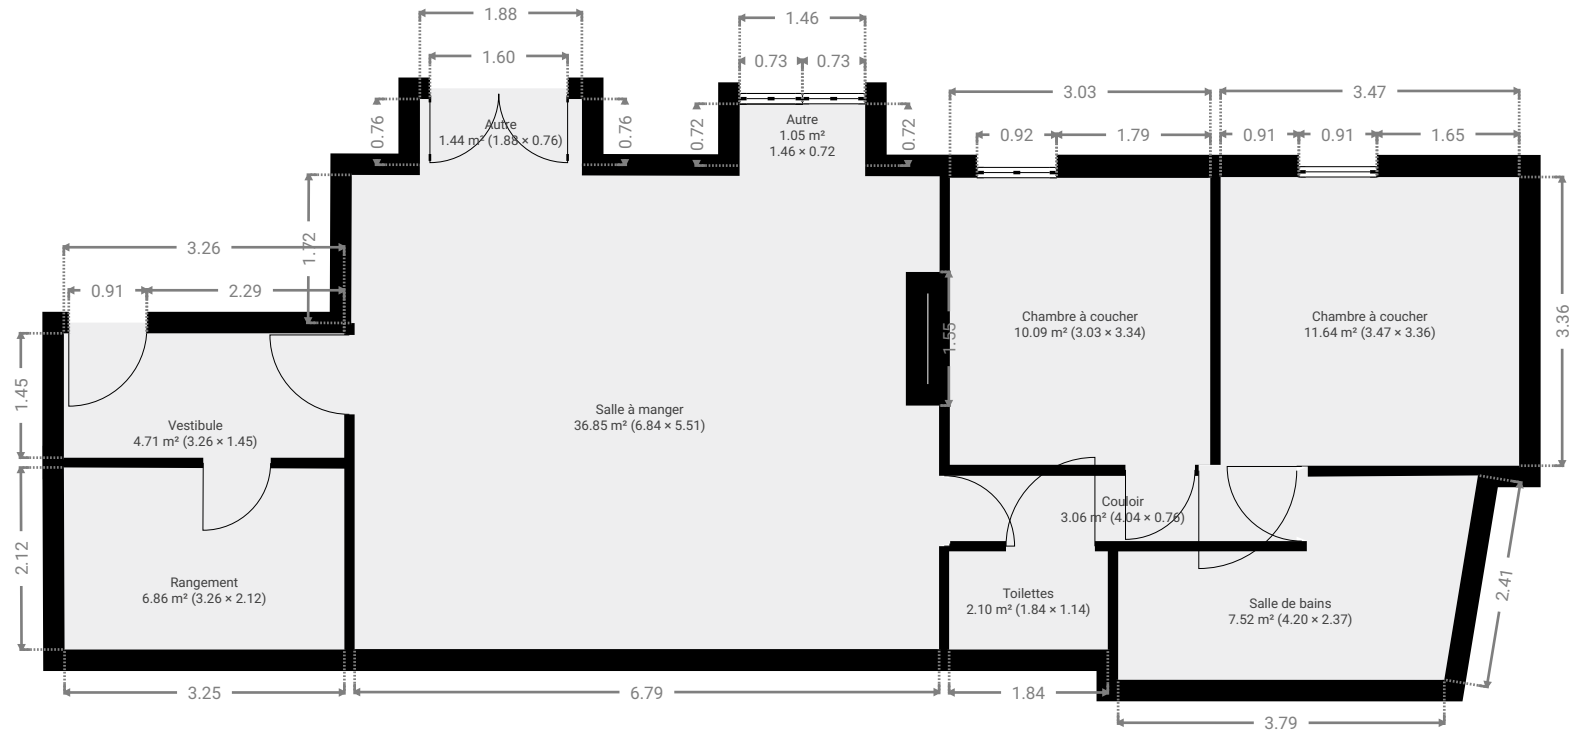 1.88
1.46
1.60
0.73
0.73
3.03
3.47
0.76
0.76
0.72
0.72
0.92
1.79
0.91
0.91
1.65
Autre
1.44 m² (1.88 × 0.76)
Autre
1.05 m²
1.46 × 0.72
3.26
1.72
0.91
2.29
1.55
3.36
Chambre à coucher
10.09 m² (3.03 × 3.34)
Chambre à coucher
11.64 m² (3.47 × 3.36)
1.45
Vestibule
4.71 m² (3.26 × 1.45)
Salle à manger
36.85 m² (6.84 × 5.51)
Couloir
3.06 m² (4.04 × 0.76)
2.12
Rangement
6.86 m² (3.26 × 2.12)
Toilettes
2.10 m² (1.84 × 1.14)
Salle de bains
7.52 m² (4.20 × 2.37)
2.41
3.25
6.79
1.84
3.79